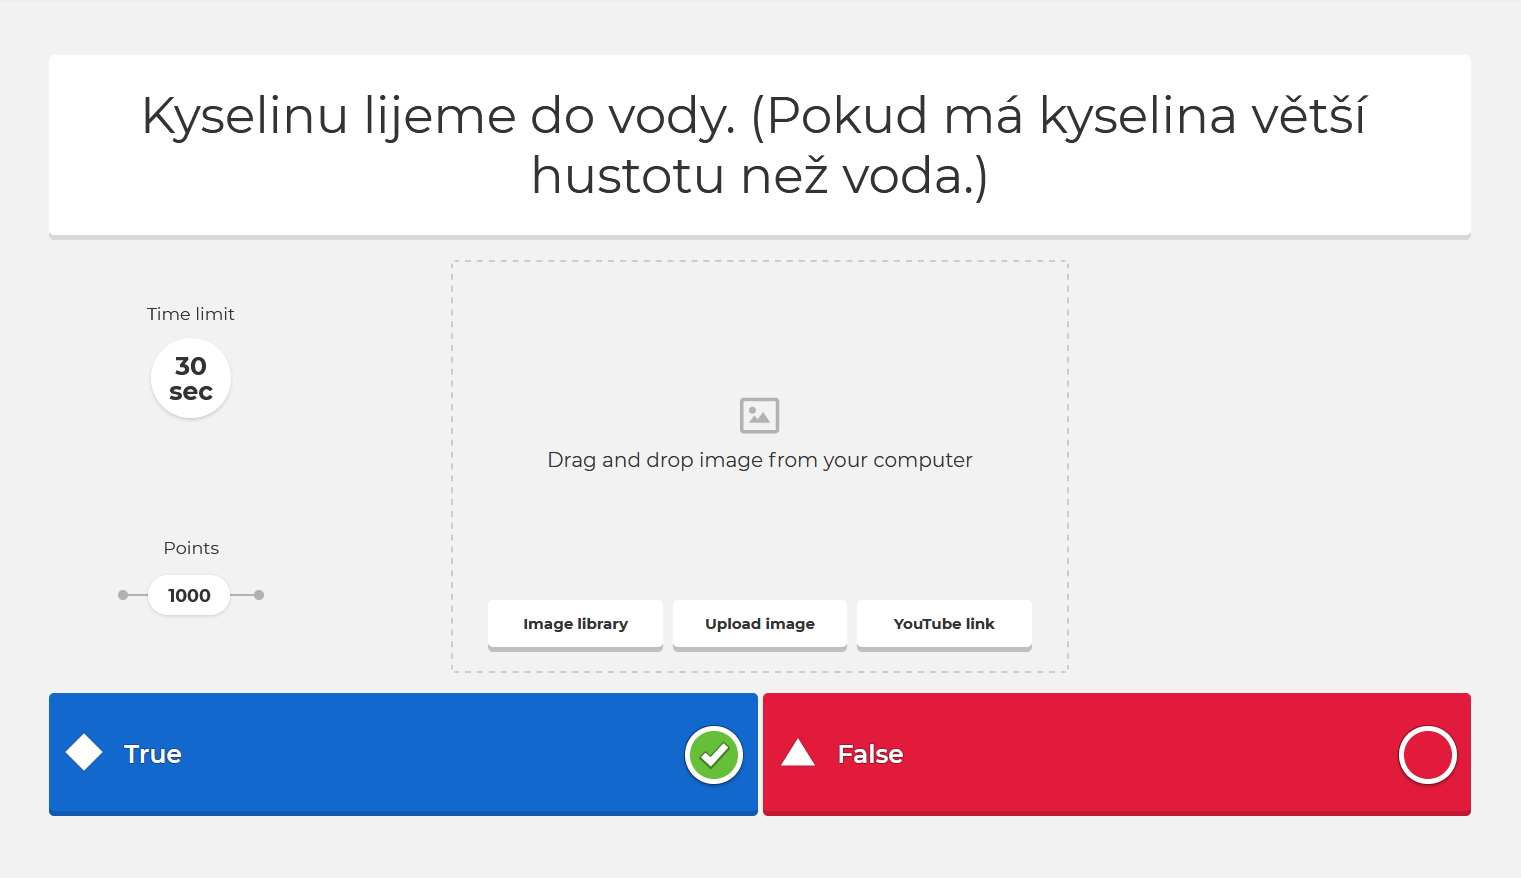 Kyselinu lijeme do vody. (Pokud má kyselina větší
hustotu než voda.)
Time limit
30
sec
Drag and drop image from your computer
Points
1000
Image library
Upload image
YouTube link
True
False